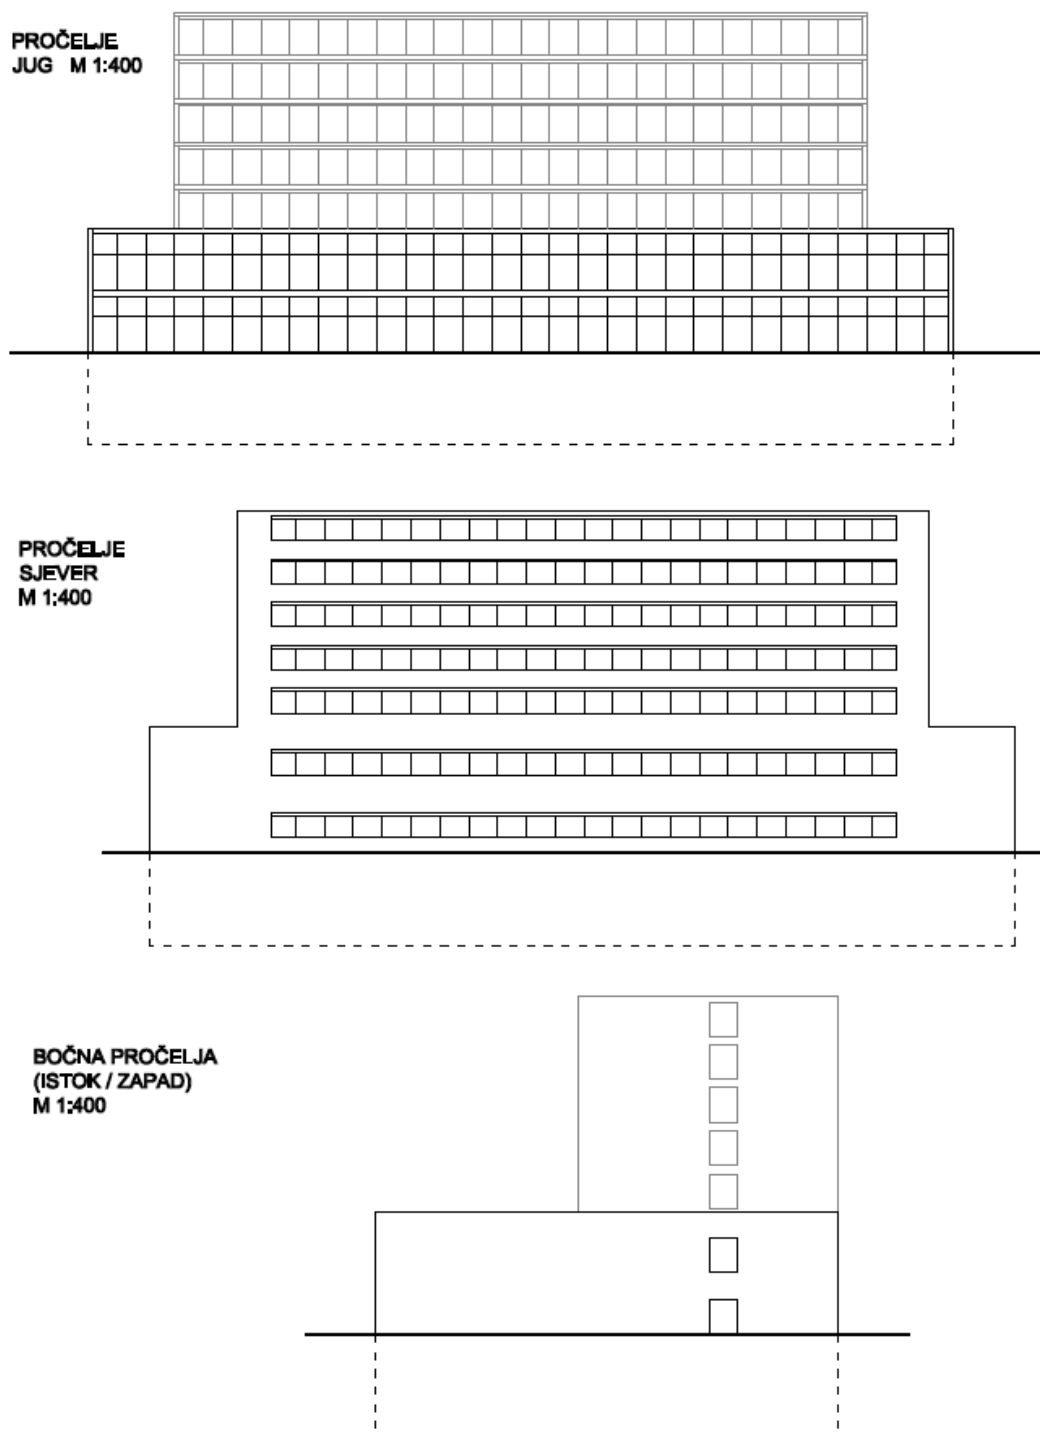 PROČELJE
JUG M 1:400
PROČELJE
SJEVER
M 1:400
BOČNA PROČELJA
(ISTOK / ZAPAD)
M 1:400